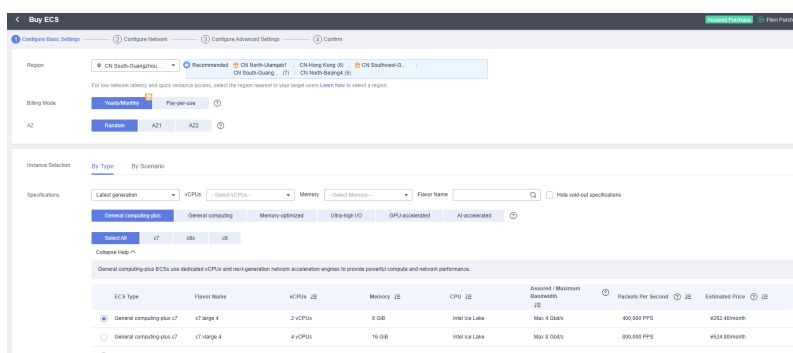 Buy ECS
Assured Purchase Flexi Purch
1 Configure Basic Settings 2 Configure Network 3 Configure Advanced Settings 4 Confirm
Region CN South-Guangzhou... Recommended CN North-Ulanqab1 CN-Hong Kong (6) CN Southwest-G...
CN South-Guang... (7) CN North-Beijing4 (5)
For low network latency and quick resource access, select the region nearest to your target users. Learn how to select a region.
Billing Mode Yearly/Monthly Pay-per-use
AZ Random AZ1 AZ2
Instance Selection By Type By Scenario
Specifications Latest generation vCPUs --Select vCPUs-- Memory --Select Memory-- Flavor Name Hide sold-out specifications
General computing-plus General computing Memory-optimized Ultra-high I/O GPU-accelerated AI-accelerated
Select All c7 c6s c6
Collapse Help
General computing-plus ECSs use dedicated vCPUs and next-generation network acceleration engines to provide powerful compute and network performance.
ECS Type Flavor Name vCPUs Memory CPU Assured / Maximum Bandwidth Packets Per Second Estimated Price
General computing-plus c7 c7.large.4 2 vCPUs 8 GiB Intel Ice Lake Max 4 Gbit/s 400,000 PPS ¥262.40/month
General computing-plus c7 c7.xlarge.4 4 vCPUs 16 GiB Intel Ice Lake Max 8 Gbit/s 800,000 PPS ¥524.80/month